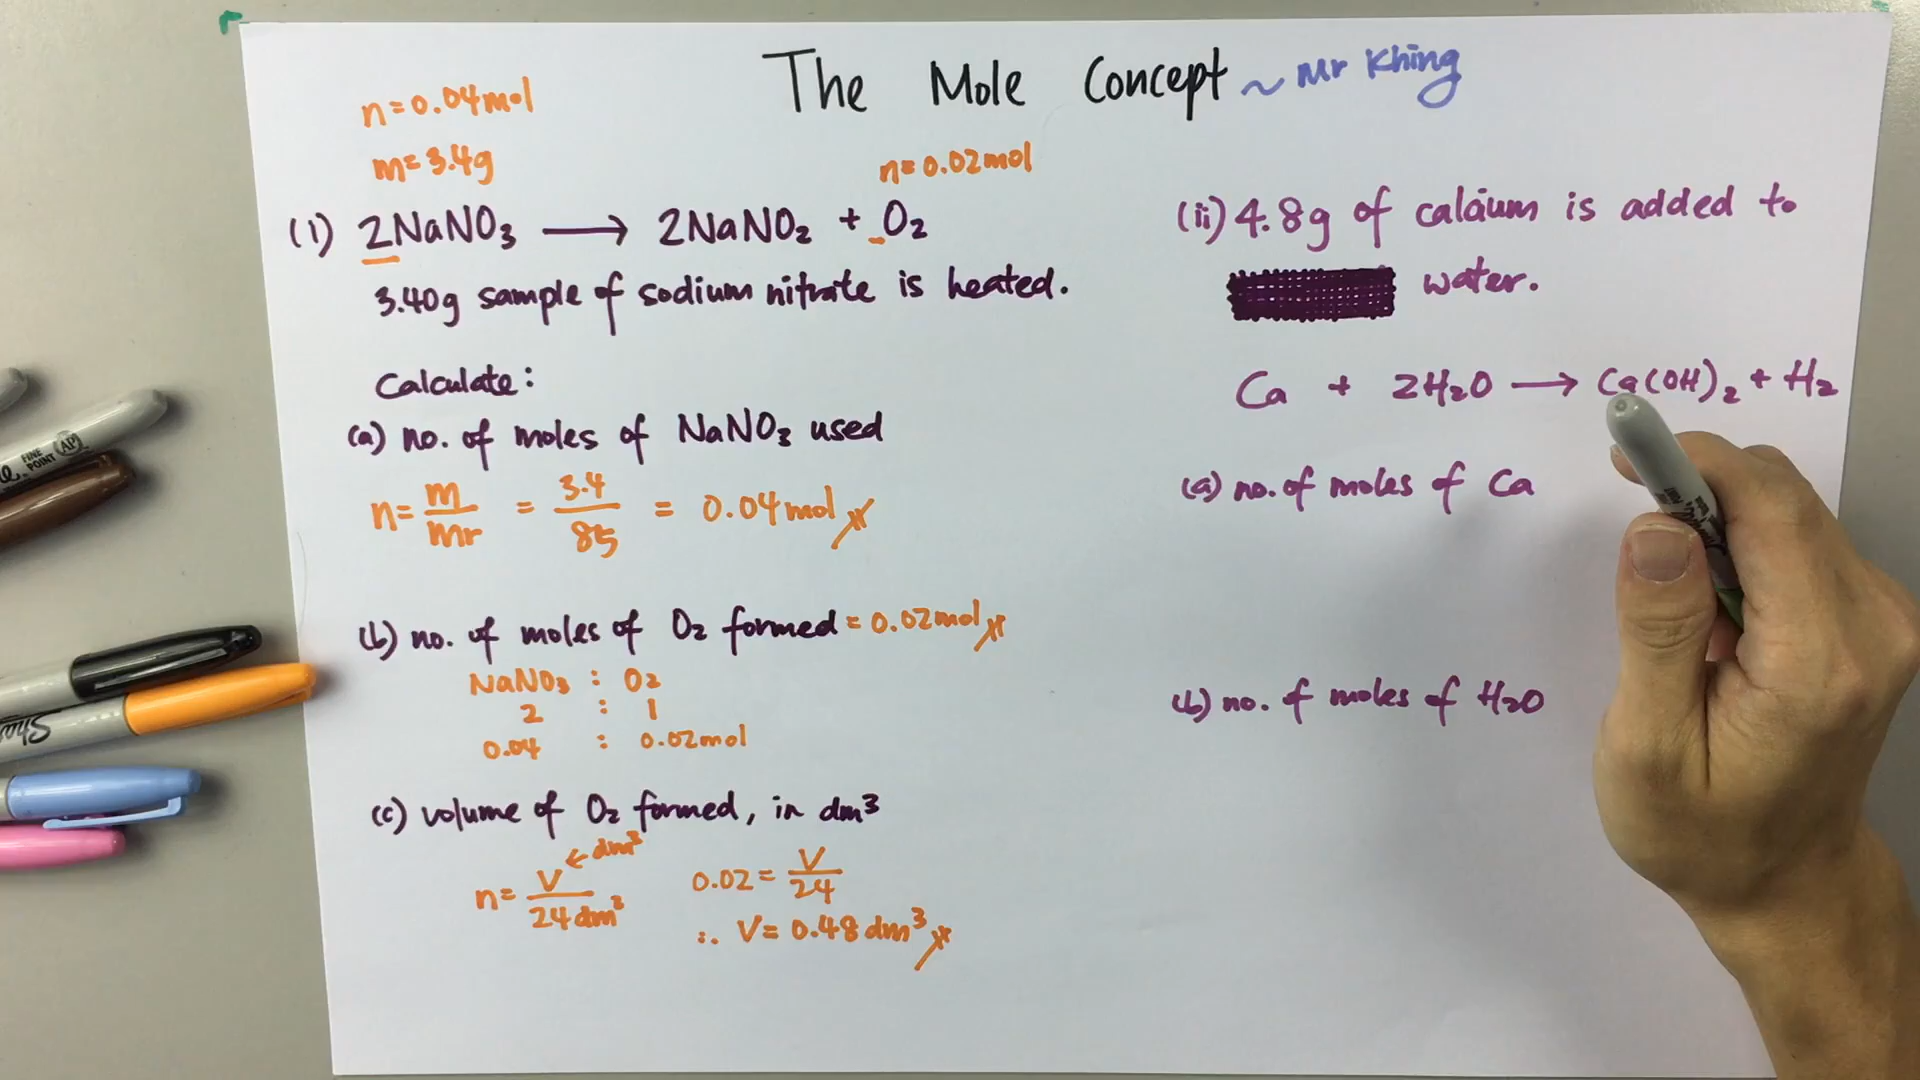 The Mole Concept ~ Mr Khing
n=0.04mol
m=3.4g
n=0.02mol
(i) 2NaNO₃ ⟶ 2NaNO₂ + O₂
3.40g sample of sodium nitrate is heated.
Calculate:
(a) no. of moles of NaNO₃ used
n= m/Mr = 3.4/85 = 0.04mol
(b) no. of moles of O₂ formed = 0.02mol
NaNO₃ : O₂
2 : 1
0.04 : 0.02mol
(c) volume of O₂ formed, in dm³
← dm³
n= V/24dm³
0.02 = V/24
∴ V= 0.48dm³
(ii) 4.8g of calcium is added to
water.
Ca + 2H₂O ⟶ Ca(OH)₂ + H₂
(a) no. of moles of Ca
(b) no. of moles of H₂O
FINE
POINT
AP